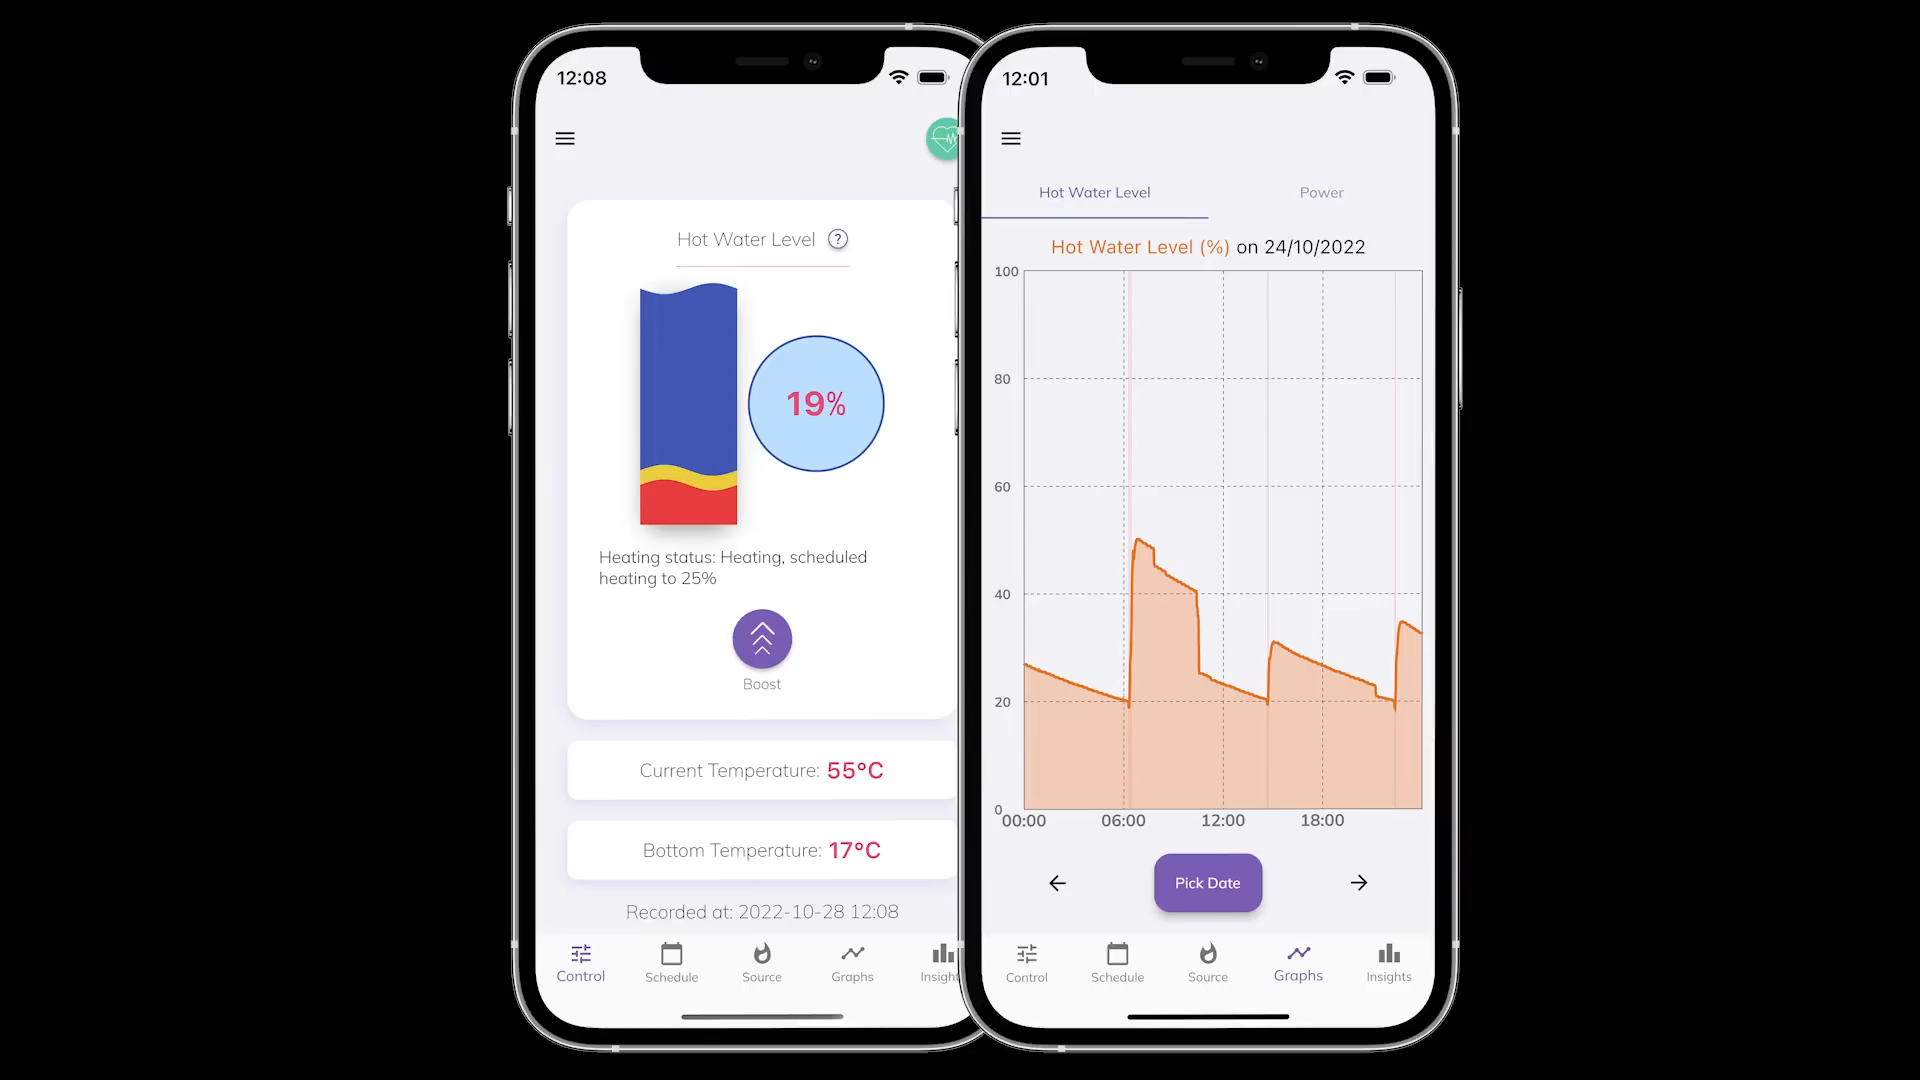 12:08
Hot Water Level ?
19%
Heating status: Heating, scheduled
heating to 25%
Boost
Current Temperature: 55°C
Bottom Temperature: 17°C
Recorded at: 2022-10-28 12:08
Control Schedule Source Graphs Insight
12:01
Hot Water Level Power
Hot Water Level (%) on 24/10/2022
100
80
60
40
20
0
00:00 06:00 12:00 18:00
Pick Date
Control Schedule Source Graphs Insights